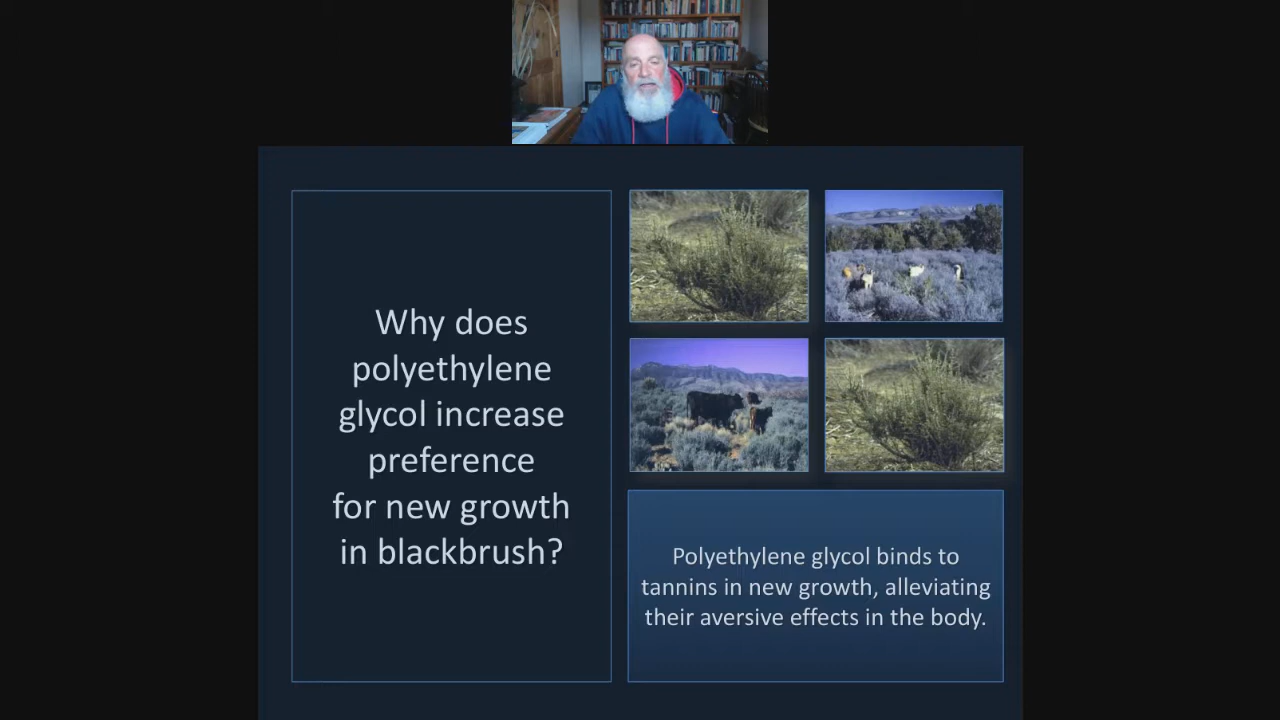 Why does
polyethylene
glycol increase
preference
for new growth
in blackbrush?
Polyethylene glycol binds to
tannins in new growth, alleviating
their aversive effects in the body.